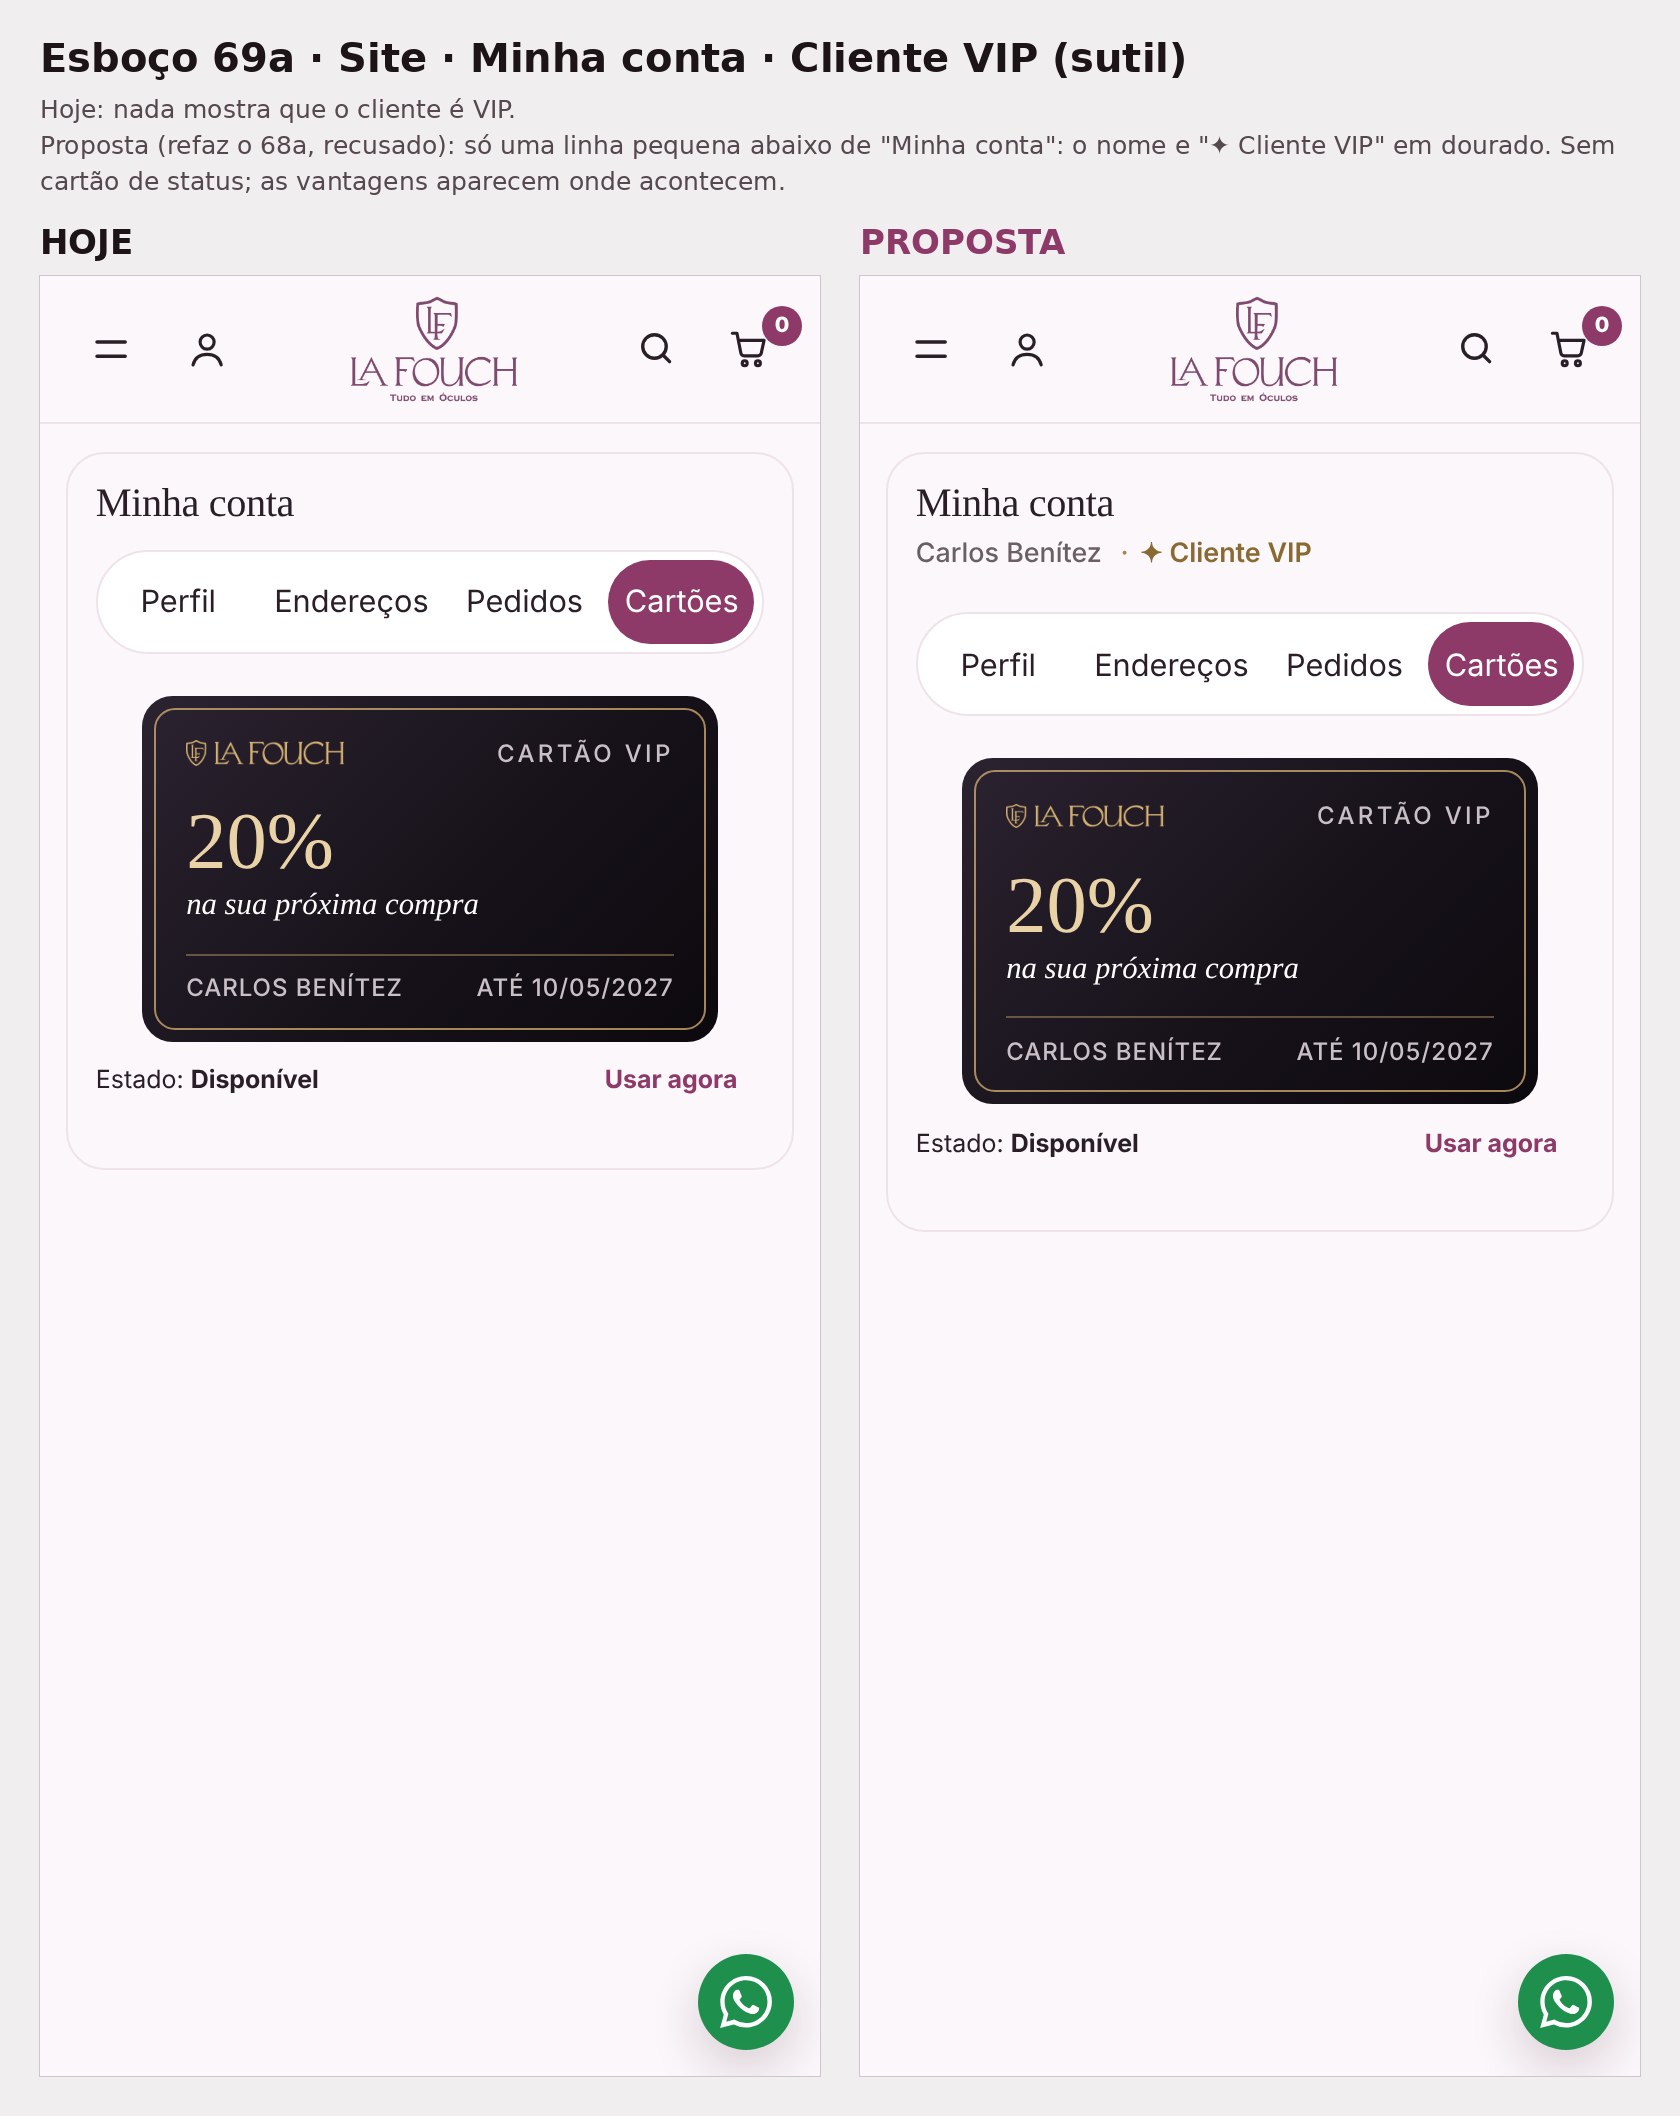 Esboço 69a · Site · Minha conta · Cliente VIP (sutil)
Hoje: nada mostra que o cliente é VIP.
Proposta (refaz o 68a, recusado): só uma linha pequena abaixo de "Minha conta": o nome e "✦ Cliente VIP" em dourado. Sem
cartão de status; as vantagens aparecem onde acontecem.
HOJE
0
LF
LA FOUCH
Tudo em Óculos
Minha conta
Perfil Endereços Pedidos Cartões
LF LA FOUCH CARTÃO VIP
20%
na sua próxima compra
CARLOS BENÍTEZ ATÉ 10/05/2027
Estado: Disponível Usar agora
PROPOSTA
0
LF
LA FOUCH
Tudo em Óculos
Minha conta
Carlos Benítez · ✦ Cliente VIP
Perfil Endereços Pedidos Cartões
LF LA FOUCH CARTÃO VIP
20%
na sua próxima compra
CARLOS BENÍTEZ ATÉ 10/05/2027
Estado: Disponível Usar agora